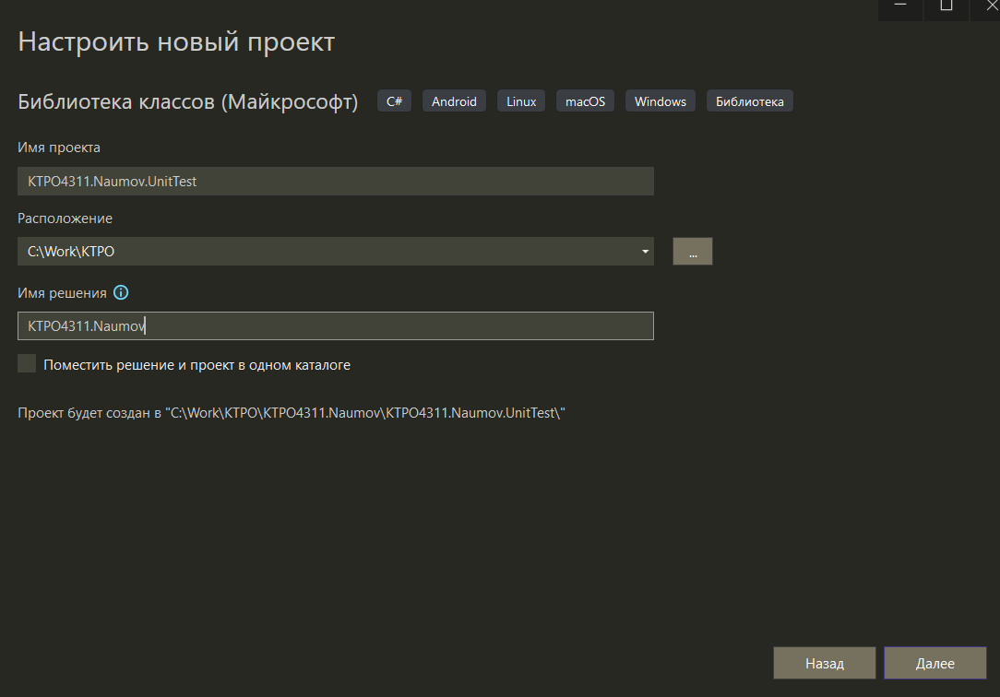 Настроить новый проект
Библиотека классов (Майкрософт) C# Android Linux macOS Windows Библиотека
Имя проекта
KTPO4311.Naumov.UnitTest
Расположение
C:\Work\KTPO
...
Имя решения
KTPO4311.Naumov
Поместить решение и проект в одном каталоге
Проект будет создан в "C:\Work\KTPO\KTPO4311.Naumov\KTPO4311.Naumov.UnitTest\"
Назад Далее